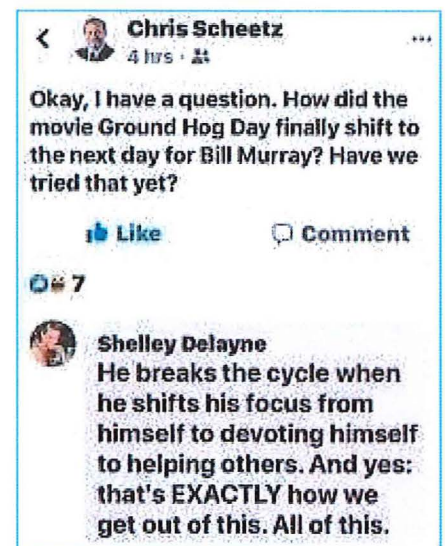 Chris Scheetz
4 hrs
Okay, I have a question. How did the
movie Ground Hog Day finally shift to
the next day for Bill Murray? Have we
tried that yet?
Like Comment
7
Shelley Delayne
He breaks the cycle when
he shifts his focus from
himself to devoting himself
to helping others. And yes:
that's EXACTLY how we
get out of this. All of this.